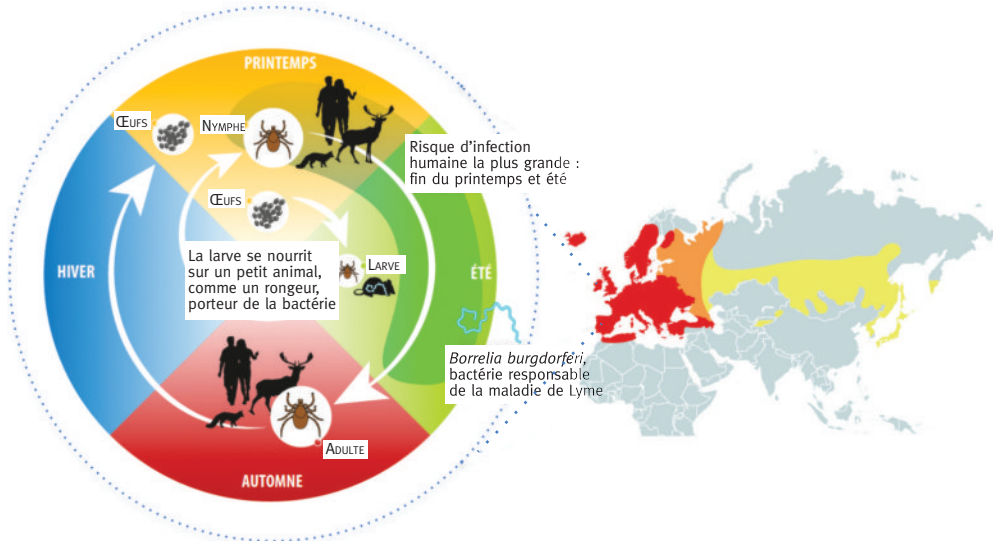 PRINTEMPS
ŒUFS
NYMPHE
Risque d'infection
humaine la plus grande :
fin du printemps et été
ŒUFS
La larve se nourrit
sur un petit animal,
comme un rongeur,
porteur de la bactérie
LARVE
HIVER
ÉTÉ
Borrelia burgdorferi,
bactérie responsable
de la maladie de Lyme
ADULTE
AUTOMNE